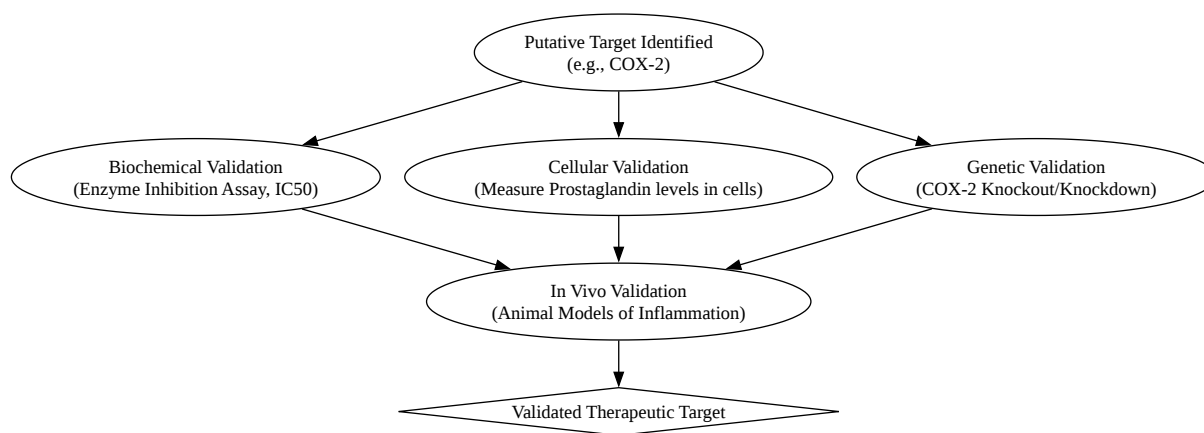 Putative Target Identified
(e.g., COX-2)
Biochemical Validation
(Enzyme Inhibition Assay, IC50)
Cellular Validation
(Measure Prostaglandin levels in cells)
Genetic Validation
(COX-2 Knockout/Knockdown)
In Vivo Validation
(Animal Models of Inflammation)
Validated Therapeutic Target